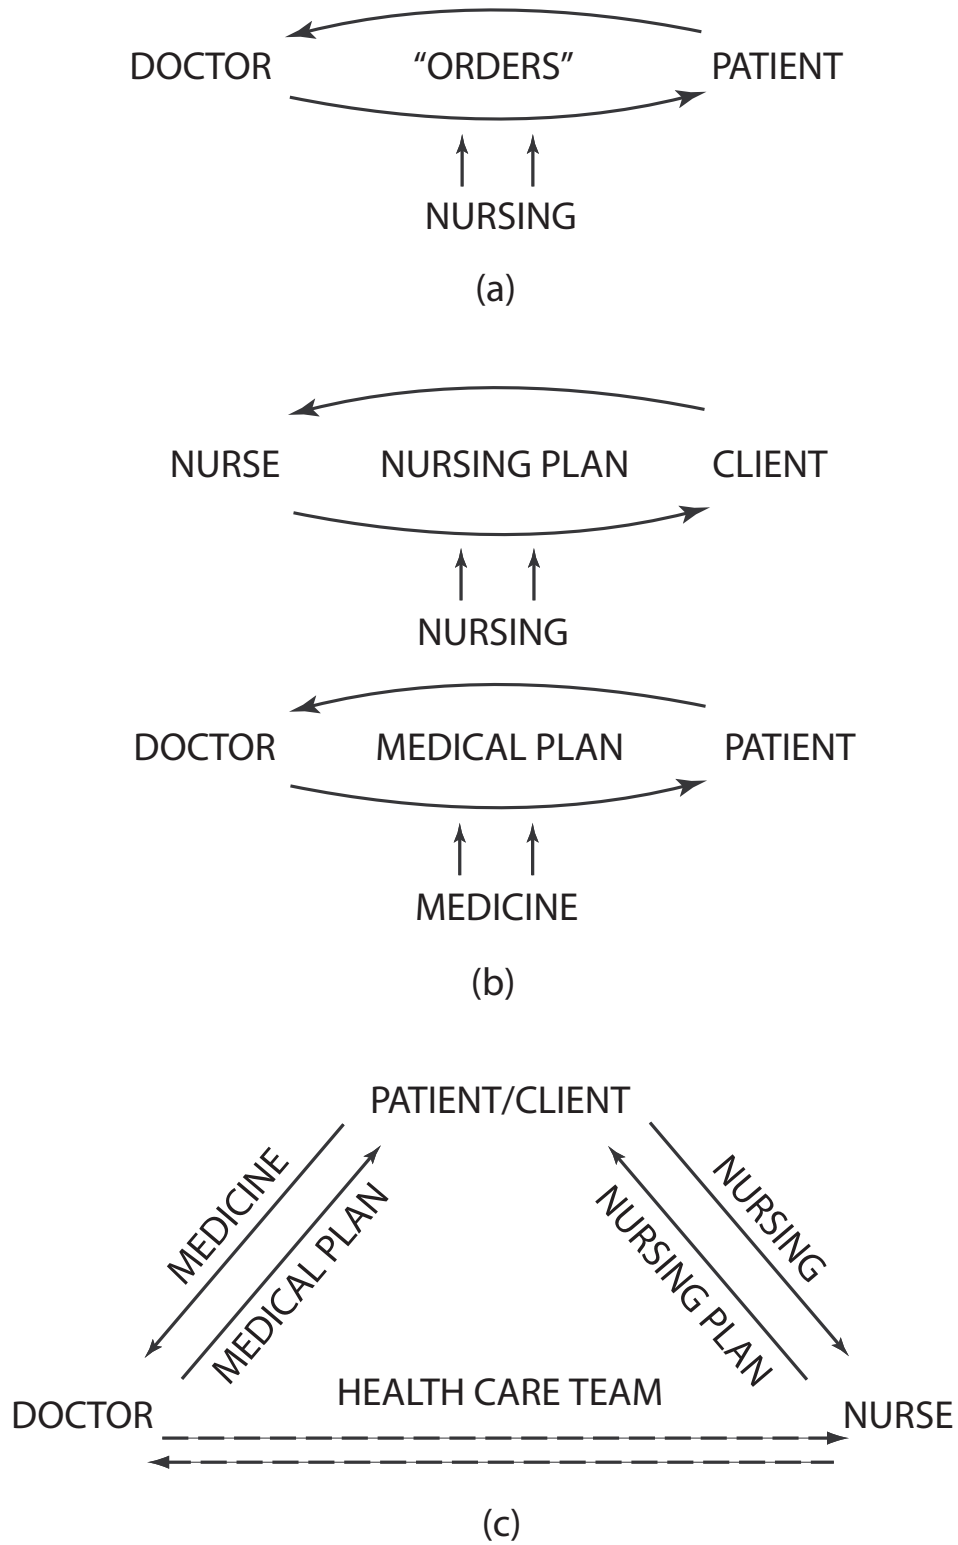 DOCTOR “ORDERS” PATIENT
NURSING
(a)
NURSE NURSING PLAN CLIENT
NURSING
DOCTOR MEDICAL PLAN PATIENT
MEDICINE
(b)
PATIENT/CLIENT
MEDICINE
MEDICAL PLAN
NURSING PLAN
NURSING
HEALTH CARE TEAM
DOCTOR NURSE
(c)